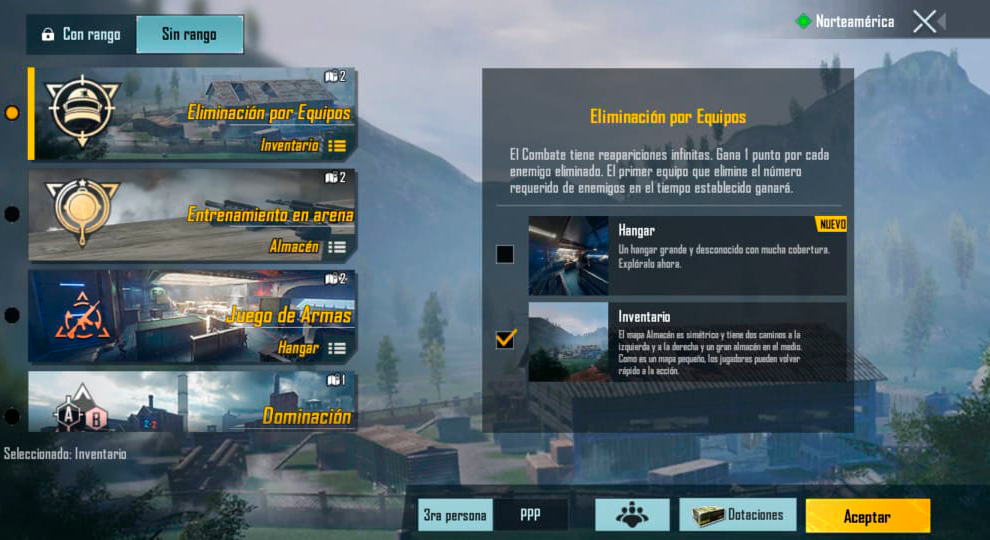 Con rango
Sin rango
Norteamérica
2
Eliminación por Equipos
Inventario
2
Entrenamiento en arena
Almacén
2
Juego de Armas
Hangar
1
A
B
2-2
Dominación
Seleccionado: Inventario
Eliminación por Equipos
El Combate tiene reapariciones infinitas. Gana 1 punto por cada
enemigo eliminado. El primer equipo que elimine el número
requerido de enemigos en el tiempo establecido ganará.
Hangar
NUEVO
Un hangar grande y desconocido con mucha cobertura.
Explóralo ahora.
Inventario
El mapa Almacén es simétrico y tiene dos caminos a la
izquierda y a la derecha y un gran almacén en el medio.
Como es un mapa pequeño, los jugadores pueden volver
rápido a la acción.
3ra persona
PPP
Dotaciones
Aceptar